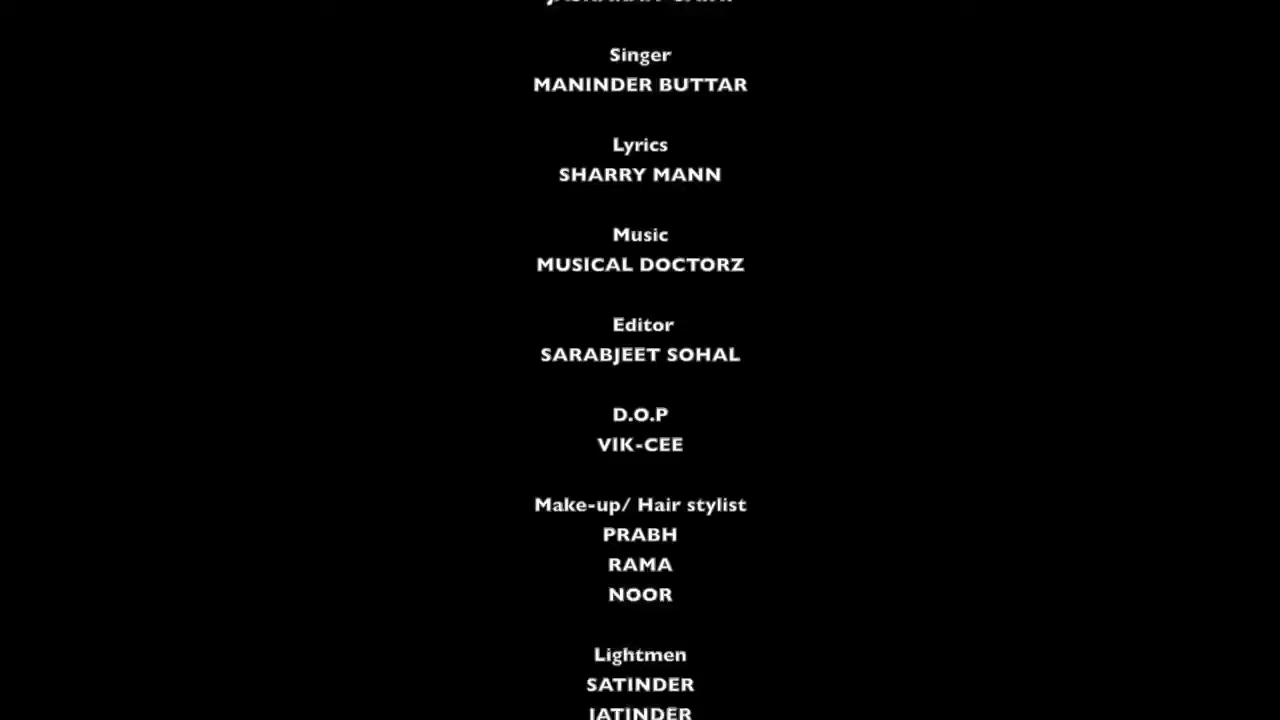 Singer
MANINDER BUTTAR
Lyrics
SHARRY MANN
Music
MUSICAL DOCTORZ
Editor
SARABJEET SOHAL
D.O.P
VIK-CEE
Make-up/ Hair stylist
PRABH
RAMA
NOOR
Lightmen
SATINDER
JATINDER